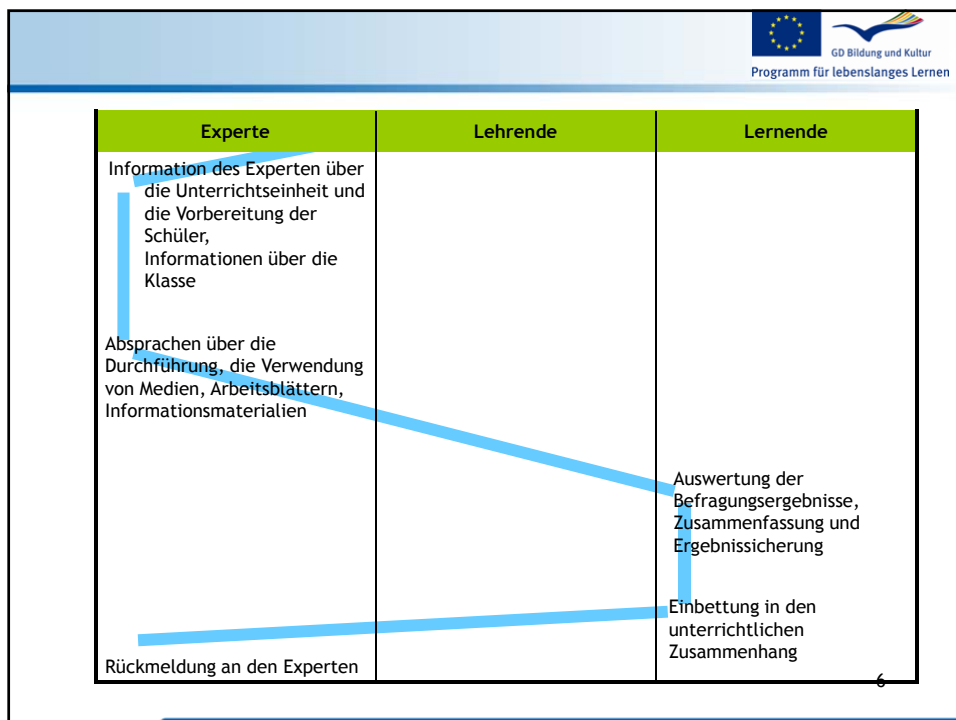 GD Bildung und Kultur
Programm für lebenslanges Lernen
Experte
Lehrende
Lernende
Information des Experten über
die Unterrichtseinheit und
die Vorbereitung der
Schüler,
Informationen über die
Klasse
Absprachen über die
Durchführung, die Verwendung
von Medien, Arbeitsblättern,
Informationsmaterialien
Auswertung der
Befragungsergebnisse,
Zusammenfassung und
Ergebnissicherung
Einbettung in den
unterrichtlichen
Zusammenhang
Rückmeldung an den Experten
6